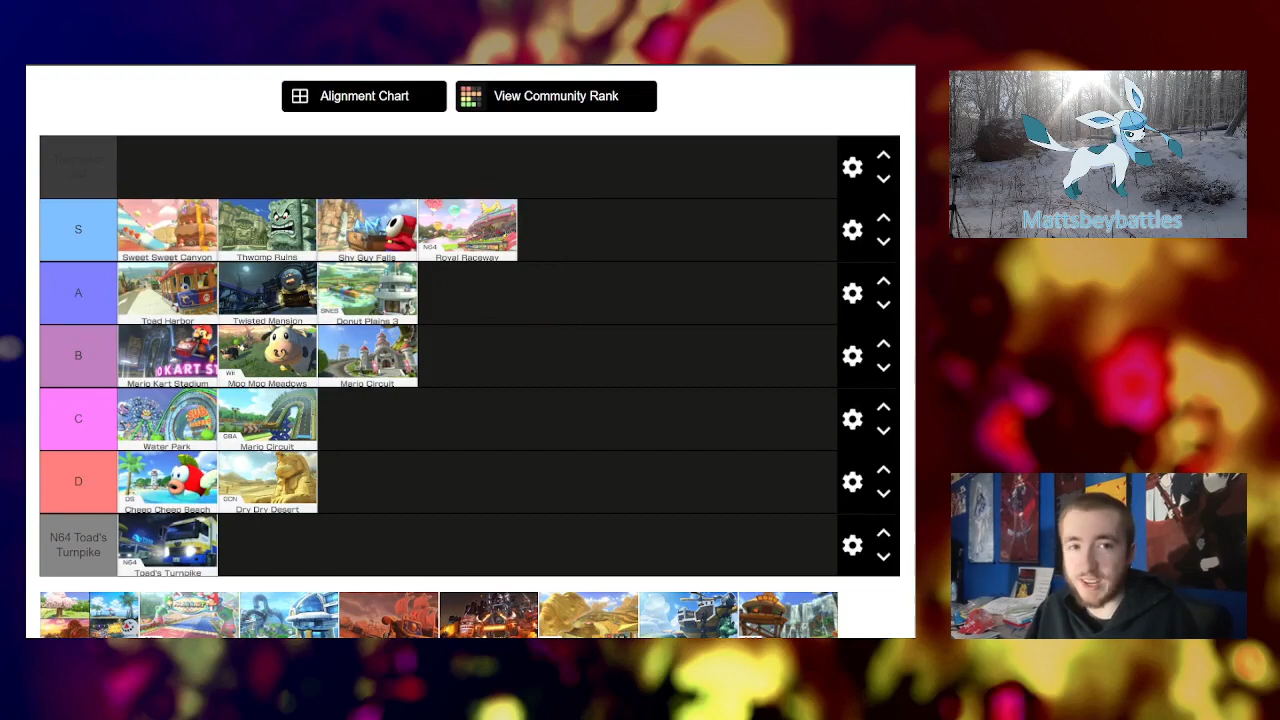 Alignment Chart
View Community Rank
S
Sweet Sweet Canyon
Thwomp Ruins
Shy Guy Falls
N64
Royal Raceway
A
Toad Harbor
Twisted Mansion
SNES
Donut Plains 3
B
KART ST
Mario Kart Stadium
Wii
Moo Moo Meadows
Mario Circuit
C
Water Park
GBA
Mario Circuit
D
DS
Cheep Cheep Beach
GCN
Dry Dry Desert
N64 Toad's
Turnpike
N64
Toad's Turnpike
Mattsbeybattles